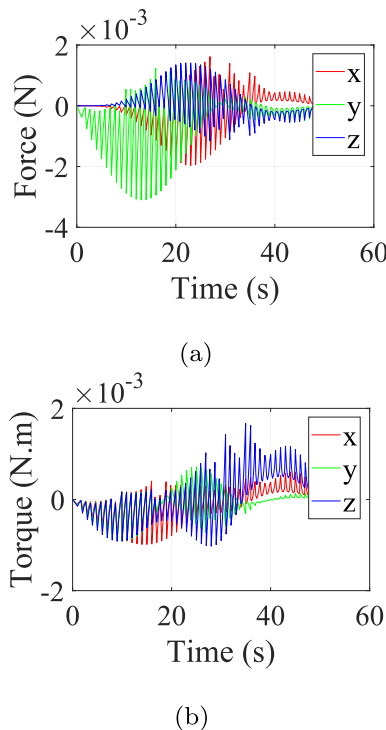 ×10⁻³
2
0
-2
-4
Force (N)
x
y
z
0 20 40 60
Time (s)
(a)
×10⁻³
2
0
-2
Torque (N.m)
x
y
z
0 20 40 60
Time (s)
(b)